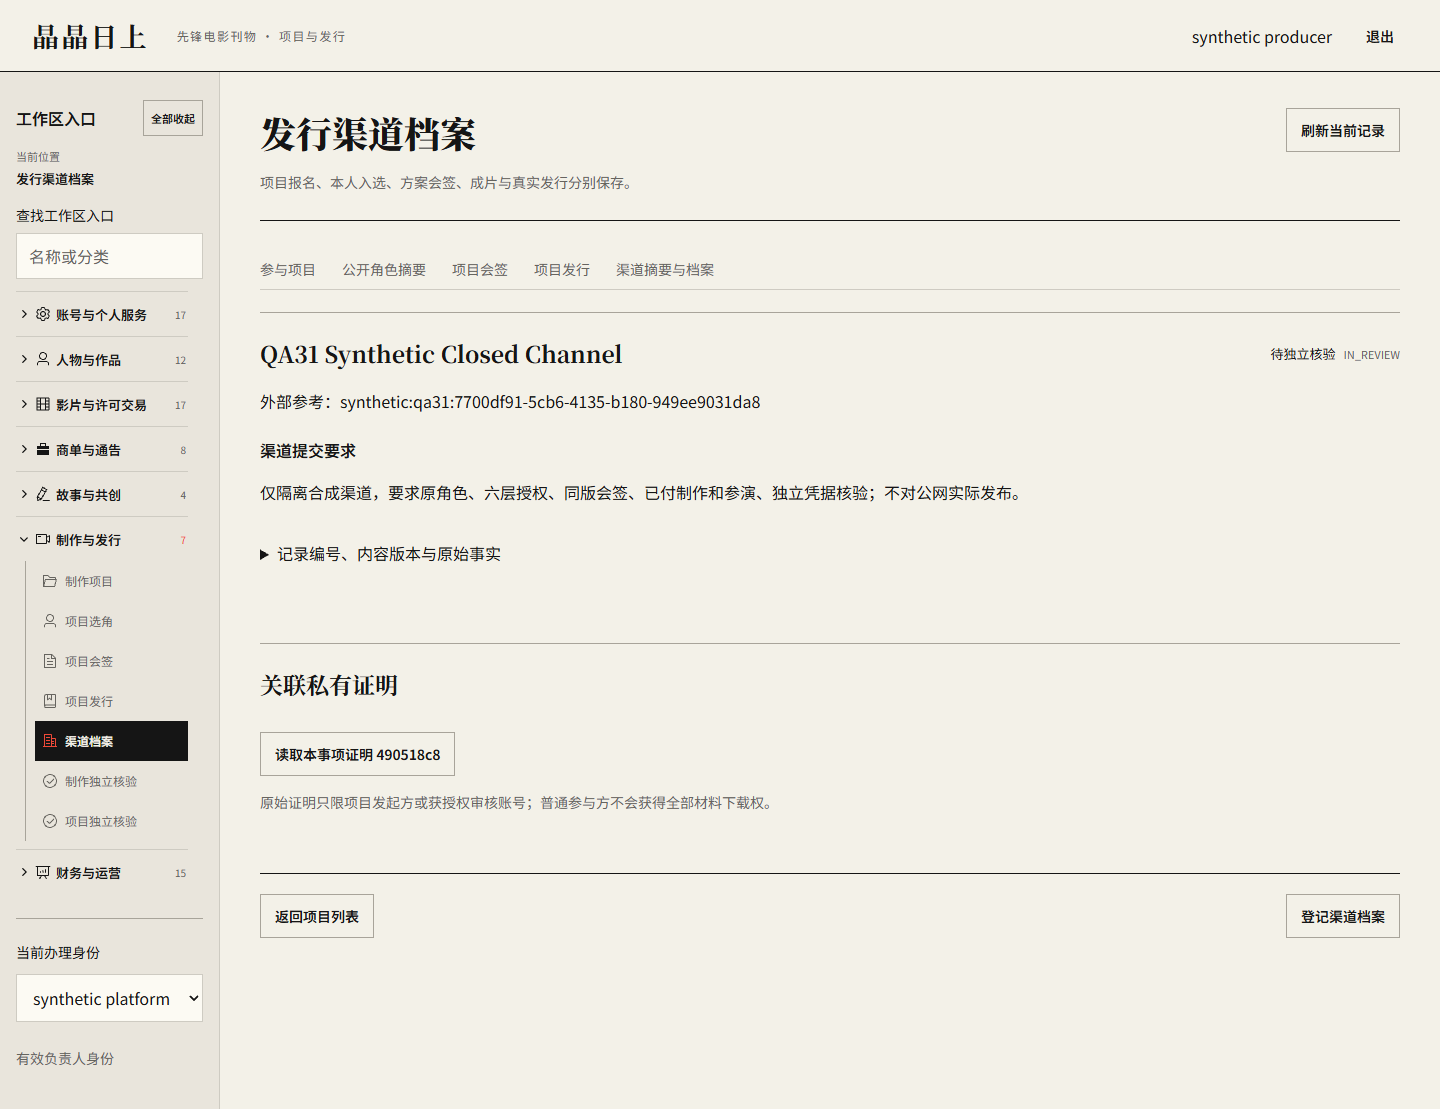 晶晶日上
先锋电影刊物 • 项目与发行
synthetic producer
退出
工作区入口
全部收起
当前位置
发行渠道档案
查找工作区入口
名称或分类
账号与个人服务 17
人物与作品 12
影片与许可交易 17
商单与通告 8
故事与共创 4
制作与发行 7
制作项目
项目选角
项目会签
项目发行
渠道档案
制作独立核验
项目独立核验
财务与运营 15
当前办理身份
synthetic platform
有效负责人身份
发行渠道档案
刷新当前记录
项目报名、本人入选、方案会签、成片与真实发行分别保存。
参与项目 公开角色摘要 项目会签 项目发行 渠道摘要与档案
QA31 Synthetic Closed Channel
待独立核验 IN_REVIEW
外部参考：synthetic:qa31:7700df91-5cb6-4135-b180-949ee9031da8
渠道提交要求
仅隔离合成渠道，要求原角色、六层授权、同版会签、已付制作和参演、独立凭据核验；不对公网实际发布。
记录编号、内容版本与原始事实
关联私有证明
读取本事项证明 490518c8
原始证明只限项目发起方或获授权审核账号；普通参与方不会获得全部材料下载权。
返回项目列表
登记渠道档案